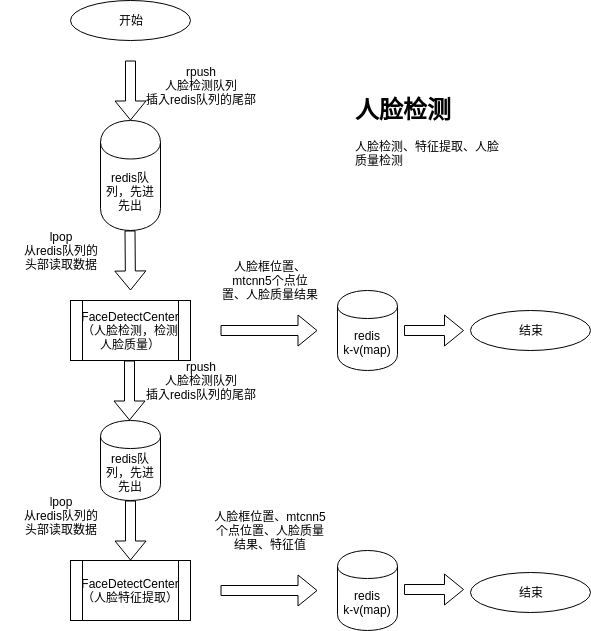 开始
rpush
人脸检测队列
插入redis队列的尾部
人脸检测
人脸检测、特征提取、人脸
质量检测
redis队
列，先进
先出
lpop
从redis队列的
头部读取数据
人脸框位置、
mtcnn5个点位
置、人脸质量结果
FaceDetectCenter
（人脸检测，检测
人脸质量）
redis
k-v(map)
结束
rpush
人脸检测队列
插入redis队列的尾部
redis队
列，先进
先出
lpop
从redis队列的
头部读取数据
人脸框位置、mtcnn5
个点位置、人脸质量
结果、特征值
FaceDetectCenter
（人脸特征提取）
redis
k-v(map)
结束